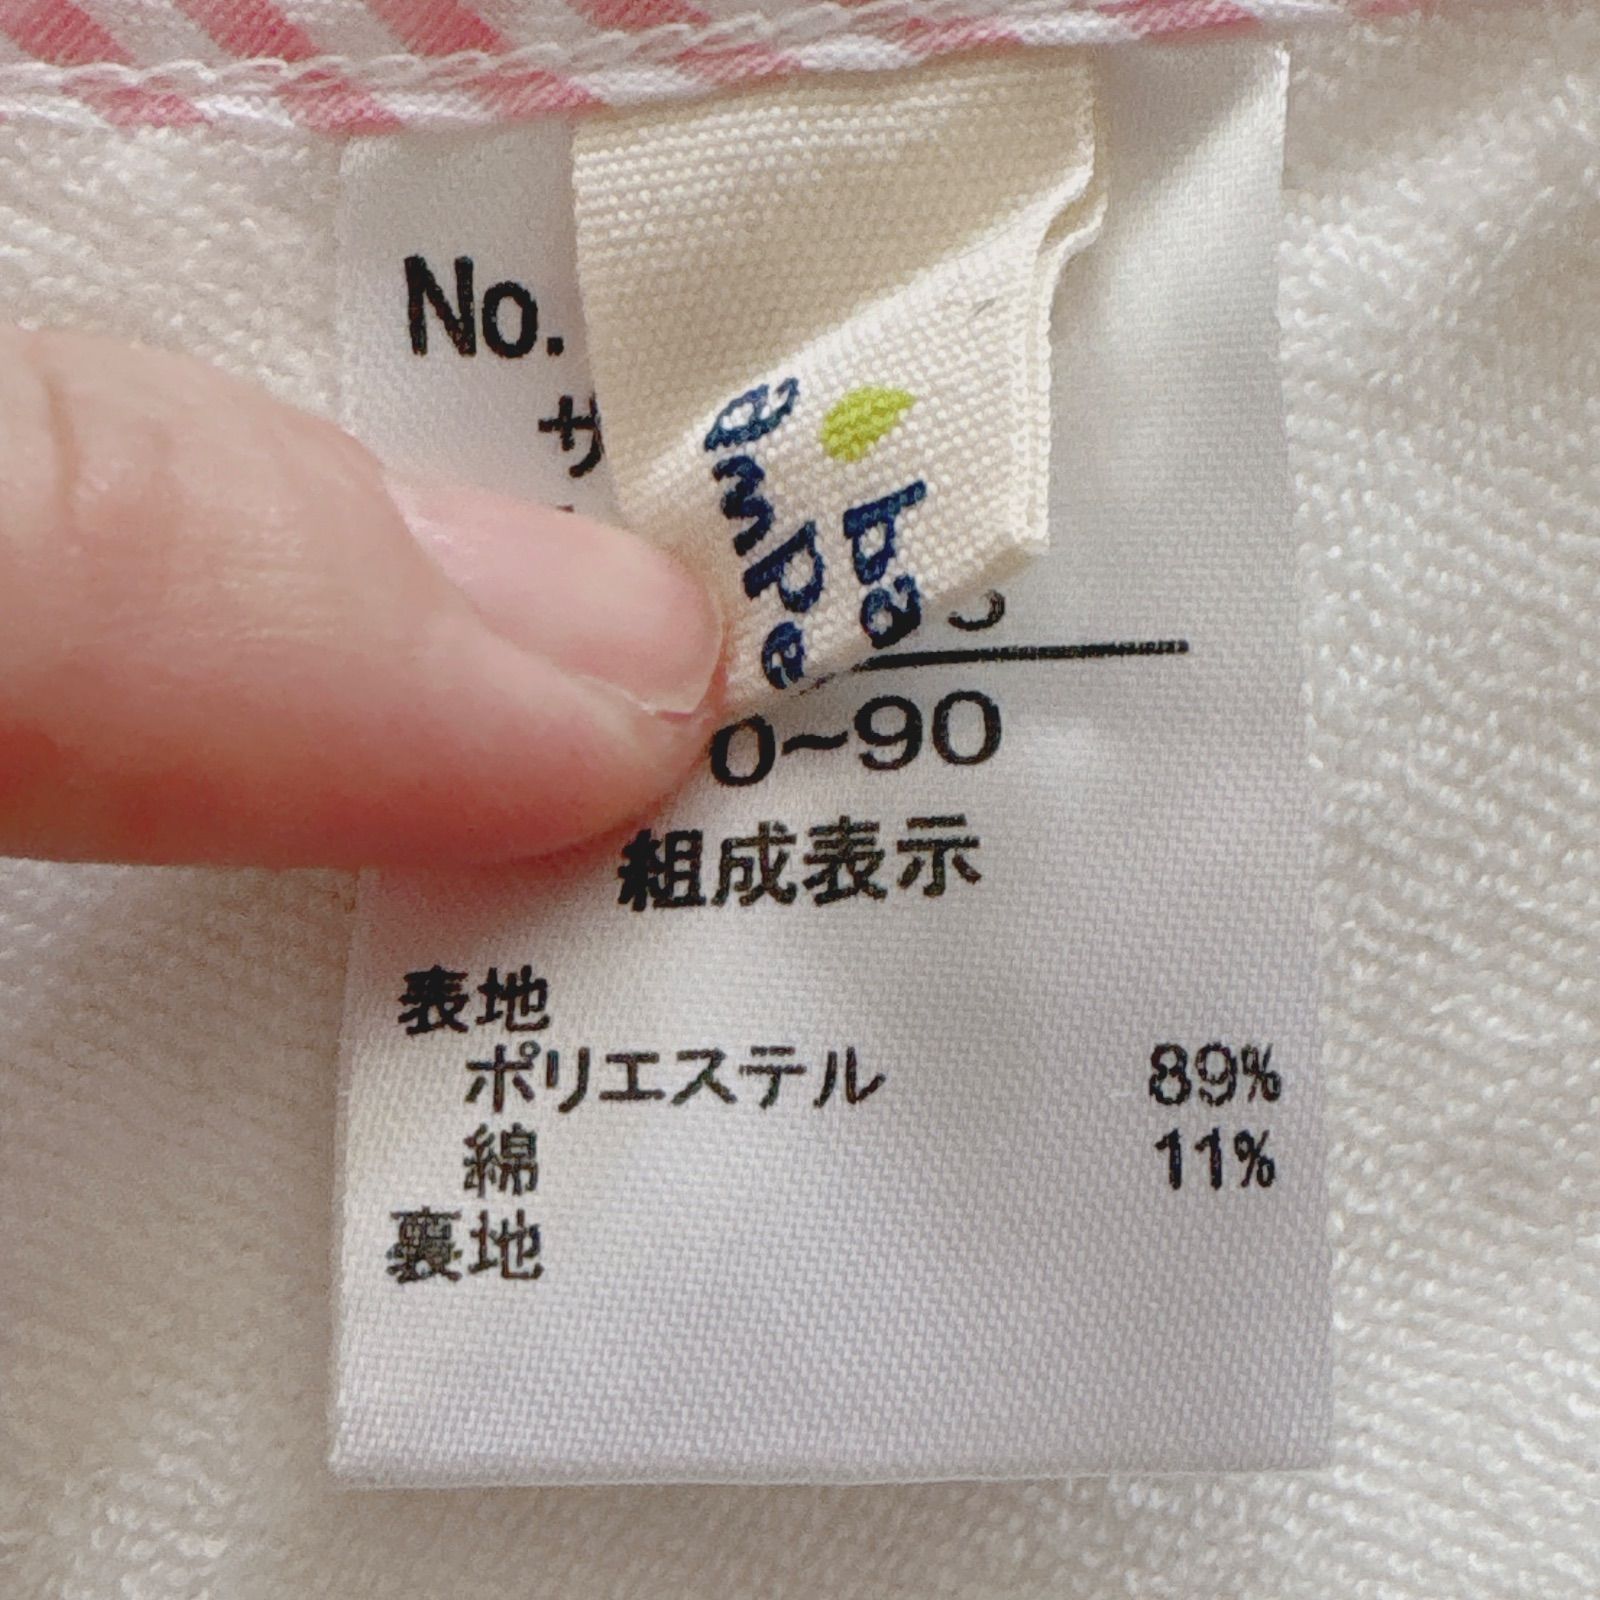 No.
サ
0~90
組成表示
表地
ポリエステル 89%
綿 11%
裏地